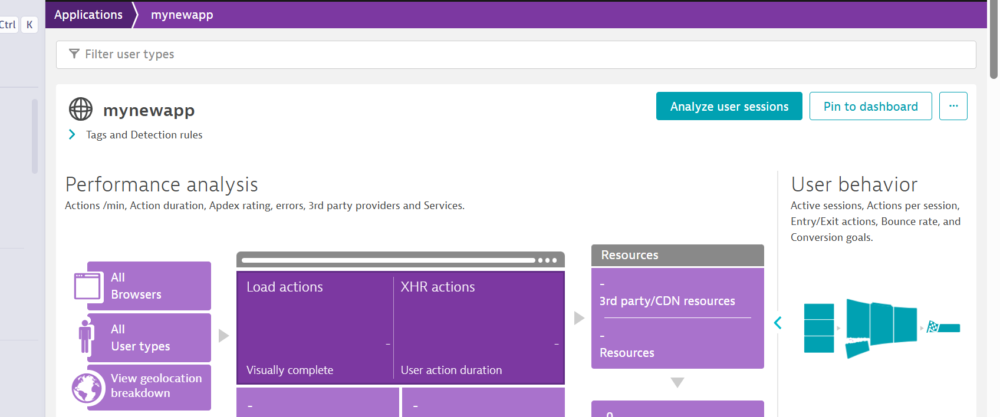 Ctrl K
Applications mynewapp
Filter user types
mynewapp
Analyze user sessions
Pin to dashboard
...
Tags and Detection rules
Performance analysis
Actions /min, Action duration, Apdex rating, errors, 3rd party providers and Services.
User behavior
Active sessions, Actions per session,
Entry/Exit actions, Bounce rate, and
Conversion goals.
All
Browsers
All
User types
View geolocation
breakdown
Load actions
-
Visually complete
XHR actions
-
User action duration
-
-
Resources
-
3rd party/CDN resources
-
Resources
0